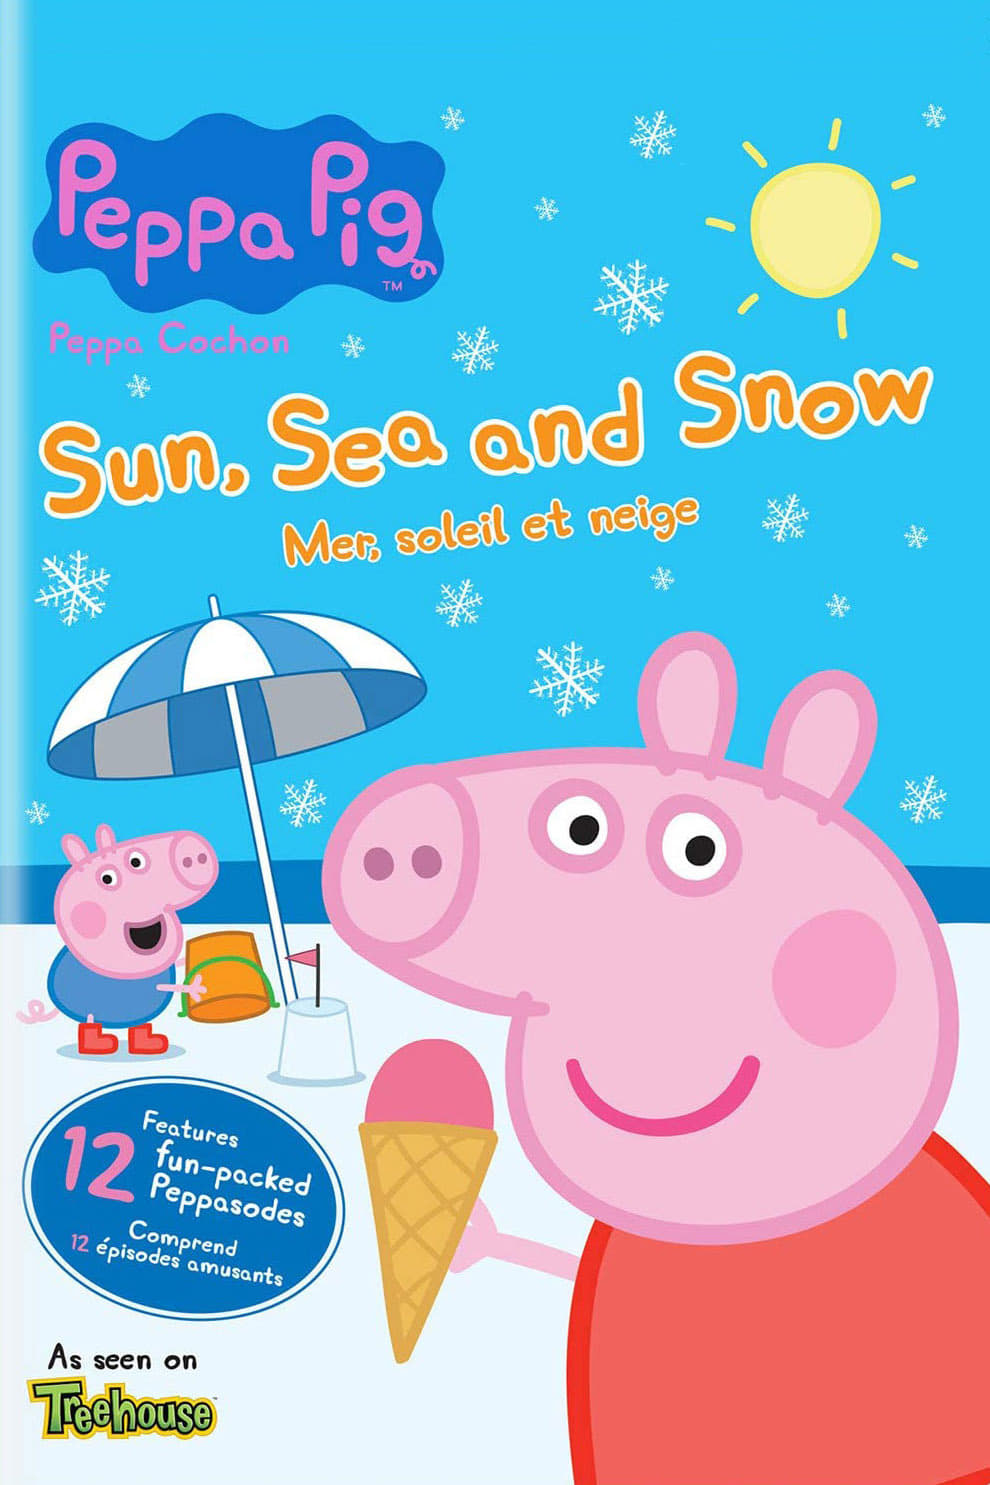 Peppa Pig
™
Peppa Cochon
Sun, Sea and Snow
Mer, soleil et neige
Features
12 fun-packed
Peppasodes
Comprend
12 épisodes amusants
As seen on
Treehouse™